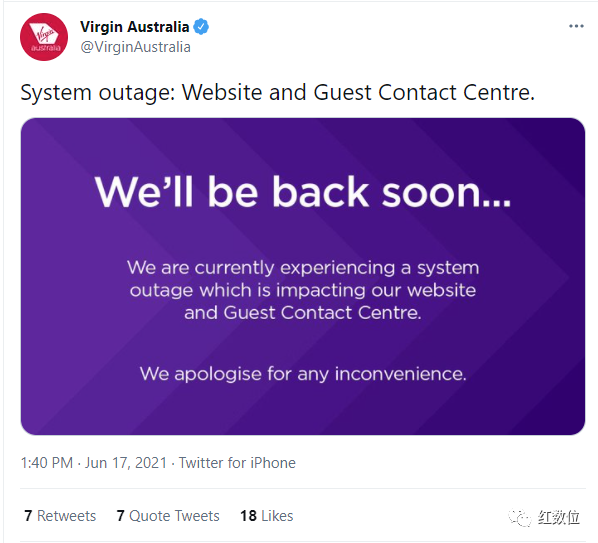 Virgin Australia
@VirginAustralia
System outage: Website and Guest Contact Centre.
We'll be back soon...
We are currently experiencing a system
outage which is impacting our website
and Guest Contact Centre.
We apologise for any inconvenience.
1:40 PM · Jun 17, 2021 · Twitter for iPhone
7 Retweets 7 Quote Tweets 18 Likes
红数位